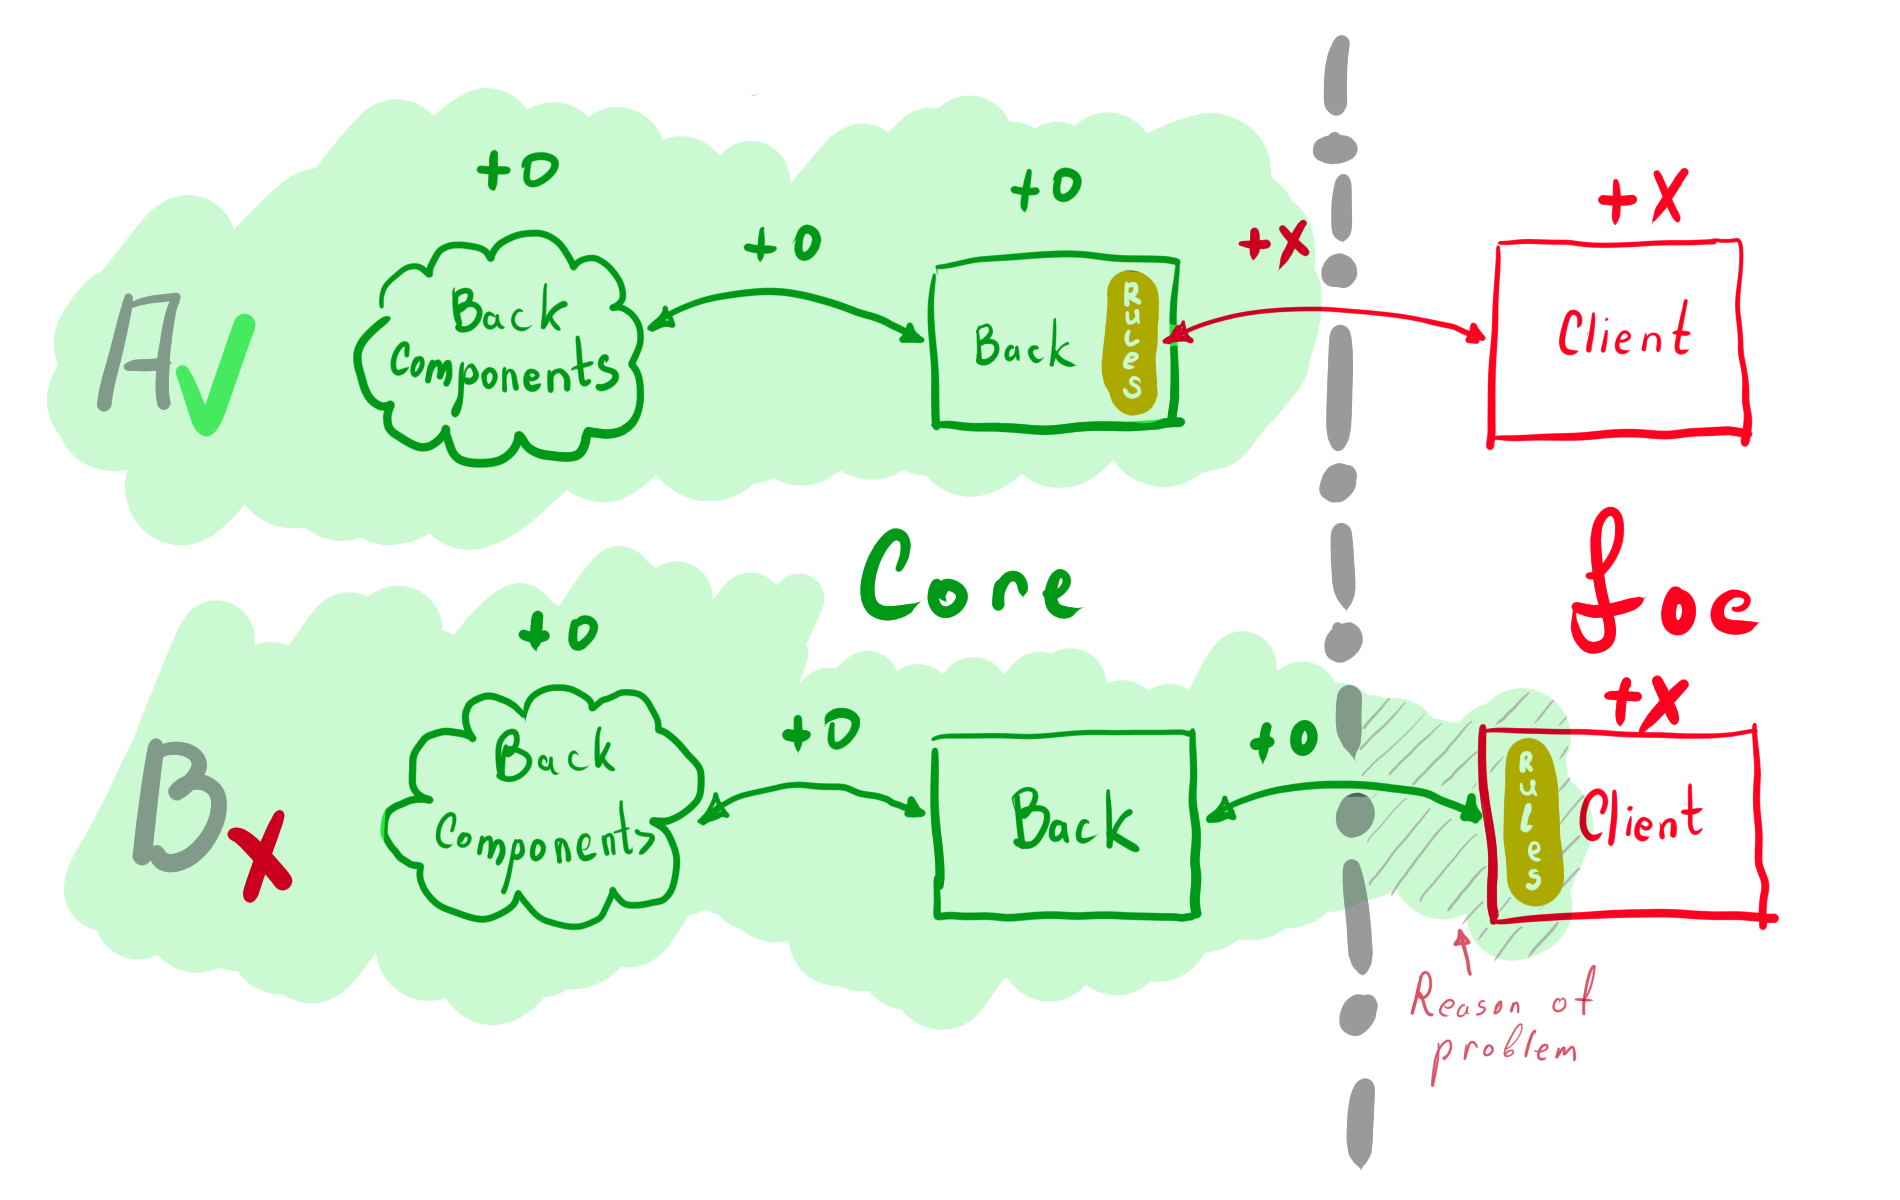 +0
+0
+0
+X
+X
A
Back
Components
Back
Rules
Client
Core
foe
+0
+0
+0
+X
B
X
Back
Components
Back
Rules
Client
Reason of
problem